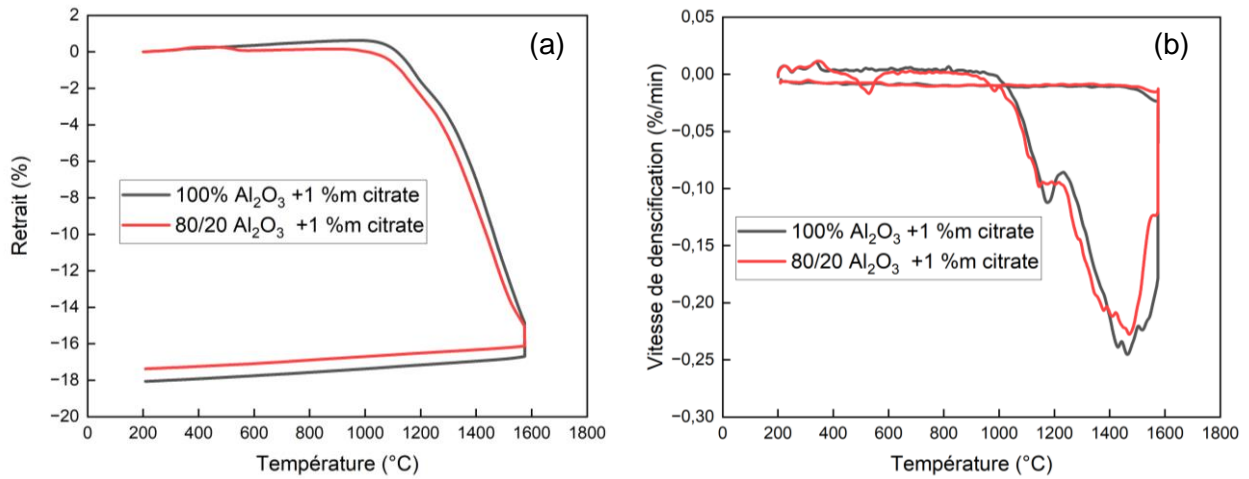 (a)
Retrait (%)
2
0
−2
−4
−6
−8
−10
−12
−14
−16
−18
−20
100% Al₂O₃ +1 %m citrate
80/20 Al₂O₃ +1 %m citrate
0 200 400 600 800 1000 1200 1400 1600 1800
Température (°C)
(b)
Vitesse de denscification (%/min)
0,05
0,00
−0,05
−0,10
−0,15
−0,20
−0,25
−0,30
100% Al₂O₃ +1 %m citrate
80/20 Al₂O₃ +1 %m citrate
0 200 400 600 800 1000 1200 1400 1600 1800
Température (°C)